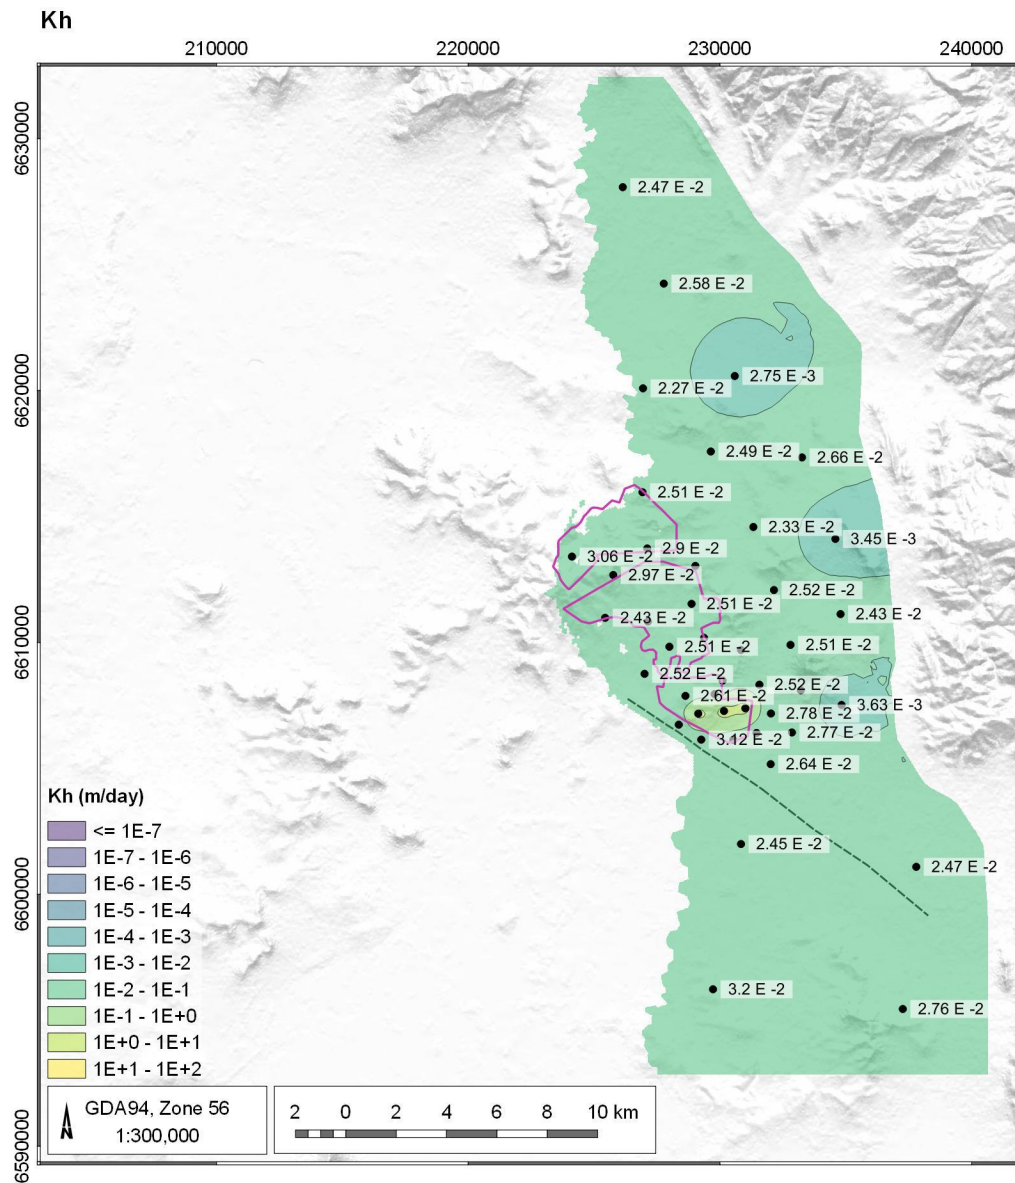 Kh
210000
220000
230000
240000
6630000
6620000
6610000
6600000
6590000
2.47 E -2
2.58 E -2
2.75 E -3
2.27 E -2
2.49 E -2
2.66 E -2
2.51 E -2
2.33 E -2
3.45 E -3
2.9 E -2
3.06 E -2
2.97 E -2
2.52 E -2
2.51 E -2
2.43 E -2
2.43 E -2
2.51 E -2
2.51 E -2
2.52 E -2
2.52 E -2
2.61 E -2
3.63 E -3
2.78 E -2
2.77 E -2
3.12 E -2
2.64 E -2
2.45 E -2
2.47 E -2
3.2 E -2
2.76 E -2
Kh (m/day)
<= 1E-7
1E-7 - 1E-6
1E-6 - 1E-5
1E-5 - 1E-4
1E-4 - 1E-3
1E-3 - 1E-2
1E-2 - 1E-1
1E-1 - 1E+0
1E+0 - 1E+1
1E+1 - 1E+2
N
GDA94, Zone 56
1:300,000
2 0 2 4 6 8 10 km